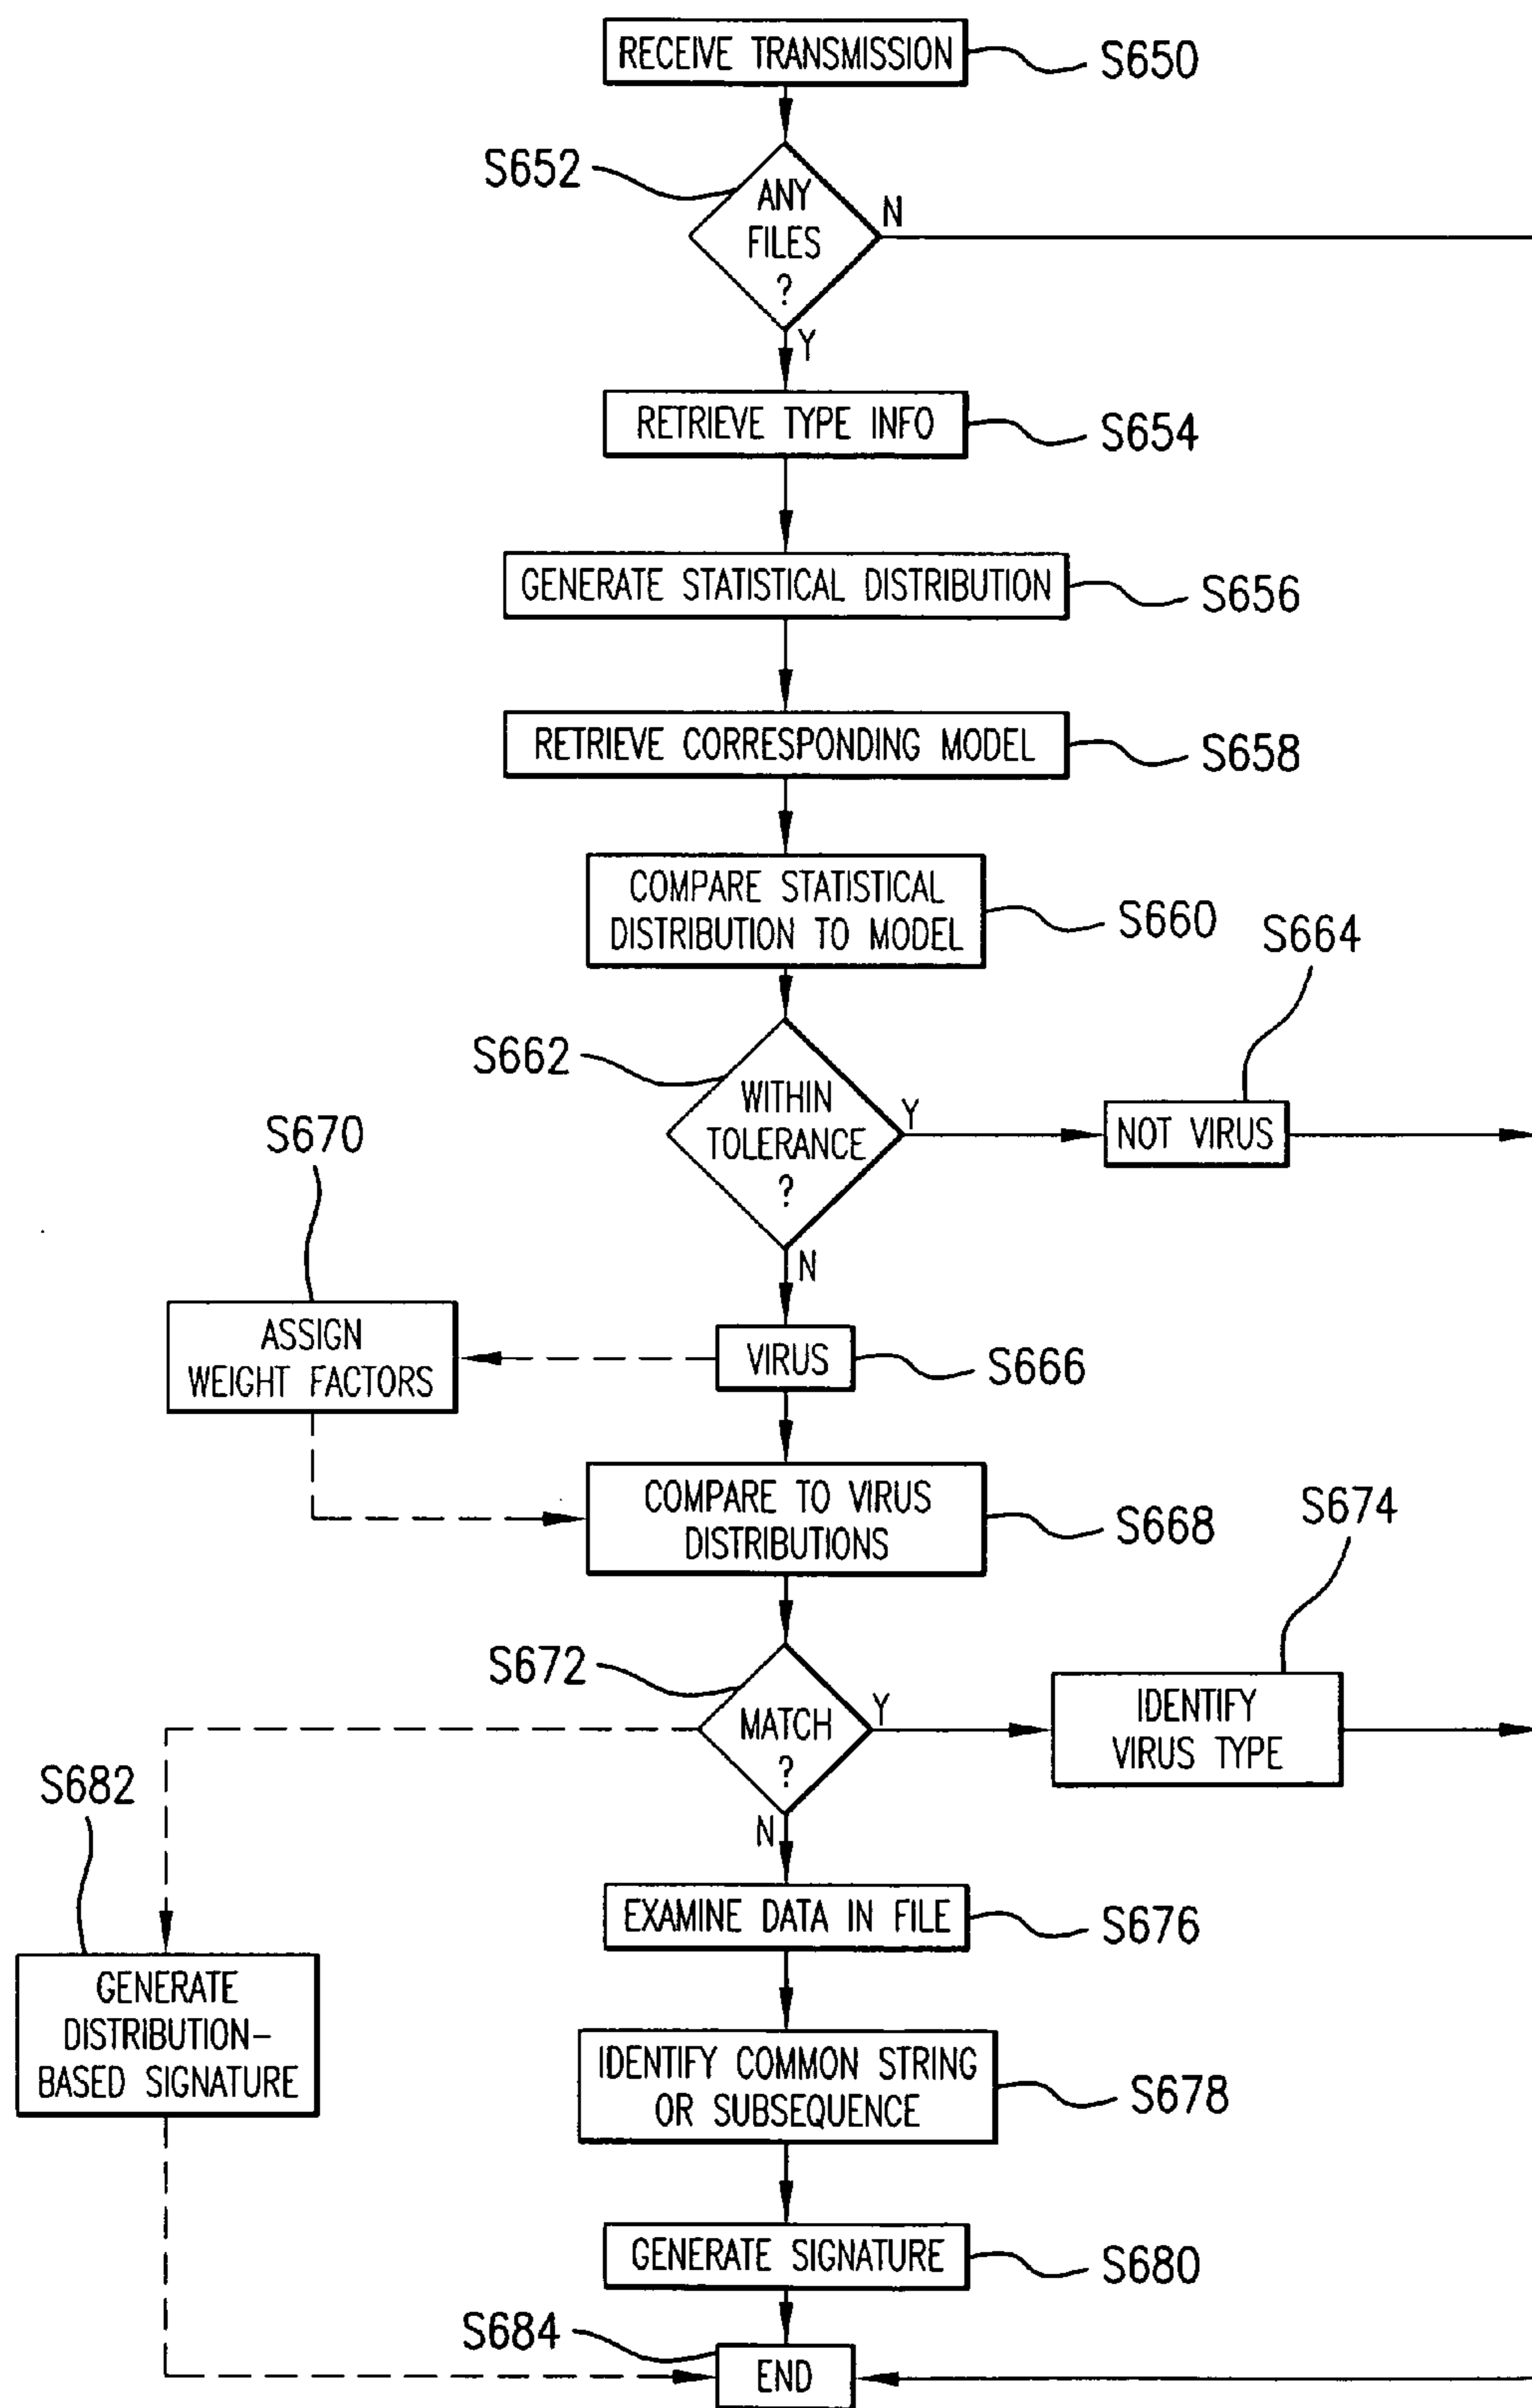 RECEIVE TRANSMISSION
S650
S652
ANY
FILES
?
N
Y
RETRIEVE TYPE INFO
S654
GENERATE STATISTICAL DISTRIBUTION
S656
RETRIEVE CORRESPONDING MODEL
S658
COMPARE STATISTICAL
DISTRIBUTION TO MODEL
S660
S664
S662
WITHIN
TOLERANCE
?
Y
NOT VIRUS
N
S670
ASSIGN
WEIGHT FACTORS
VIRUS
S666
COMPARE TO VIRUS
DISTRIBUTIONS
S668
S674
S672
MATCH
?
Y
IDENTIFY
VIRUS TYPE
N
S682
GENERATE
DISTRIBUTION-
BASED SIGNATURE
EXAMINE DATA IN FILE
S676
IDENTIFY COMMON STRING
OR SUBSEQUENCE
S678
GENERATE SIGNATURE
S680
S684
END